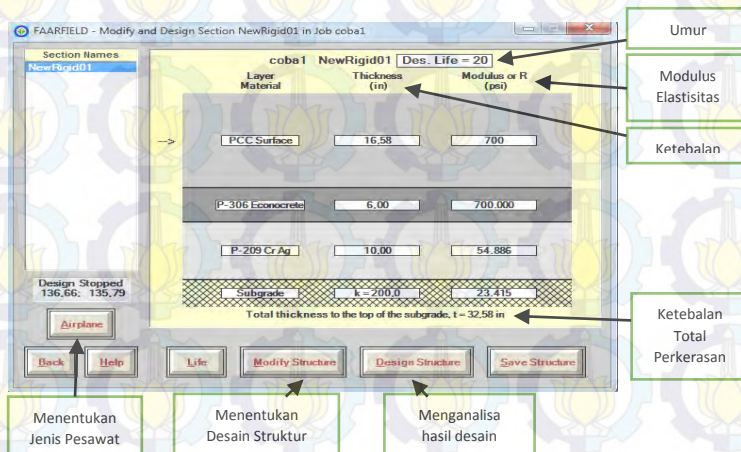 FAARFIELD - Modify and Design Section NewRigid01 in Job coba1
Section Names
NewRigid01
coba1 NewRigid01 Des. Life = 20
Layer Material Thickness (in) Modulus or R (psi)
--> PCC Surface 16,58 700
P-306 Econocrete 6,00 700.000
P-209 Cr Ag 10,00 54.886
Subgrade k = 200,0 23.415
Total thickness to the top of the subgrade, t = 32,58 in
Design Stopped
136,66; 135,79
Airplane
Back Help Life Modify Structure Design Structure Save Structure
Umur
Modulus
Elastisitas
Ketebalan
Ketebalan
Total
Perkerasan
Menentukan
Jenis Pesawat
Menentukan
Desain Struktur
Menganalisa
hasil desain